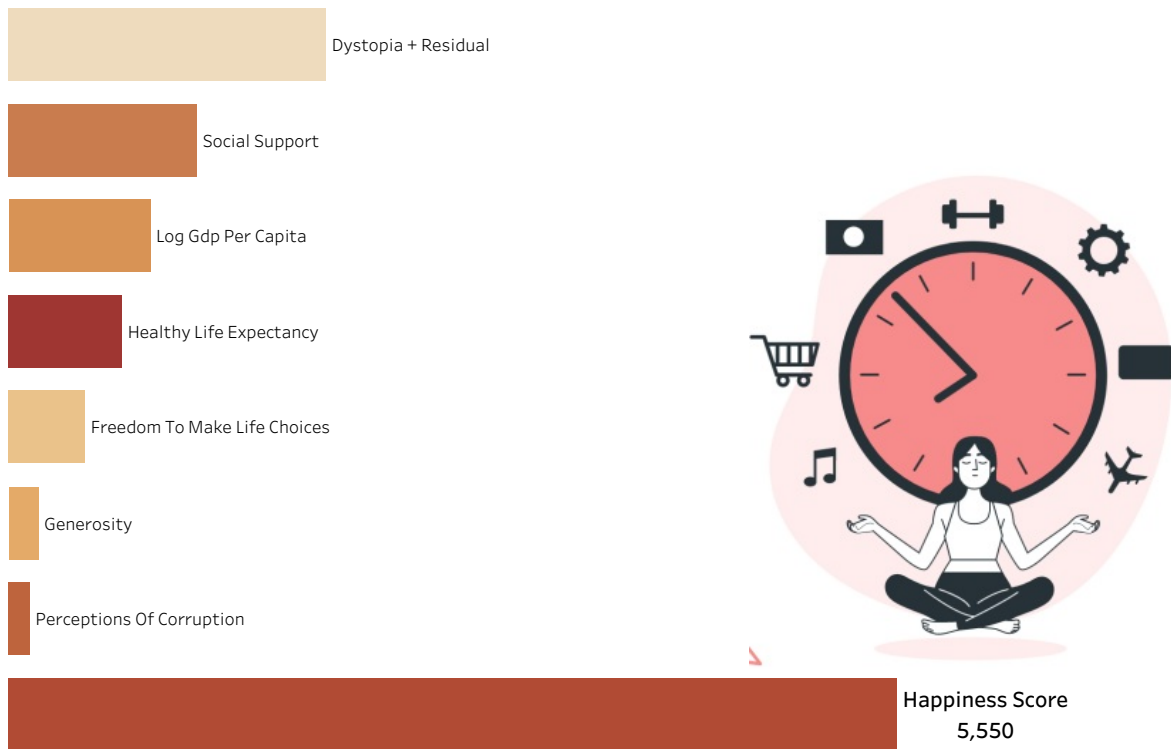 Dystopia + Residual
Social Support
Log Gdp Per Capita
Healthy Life Expectancy
Freedom To Make Life Choices
Generosity
Perceptions Of Corruption
Happiness Score
5,550